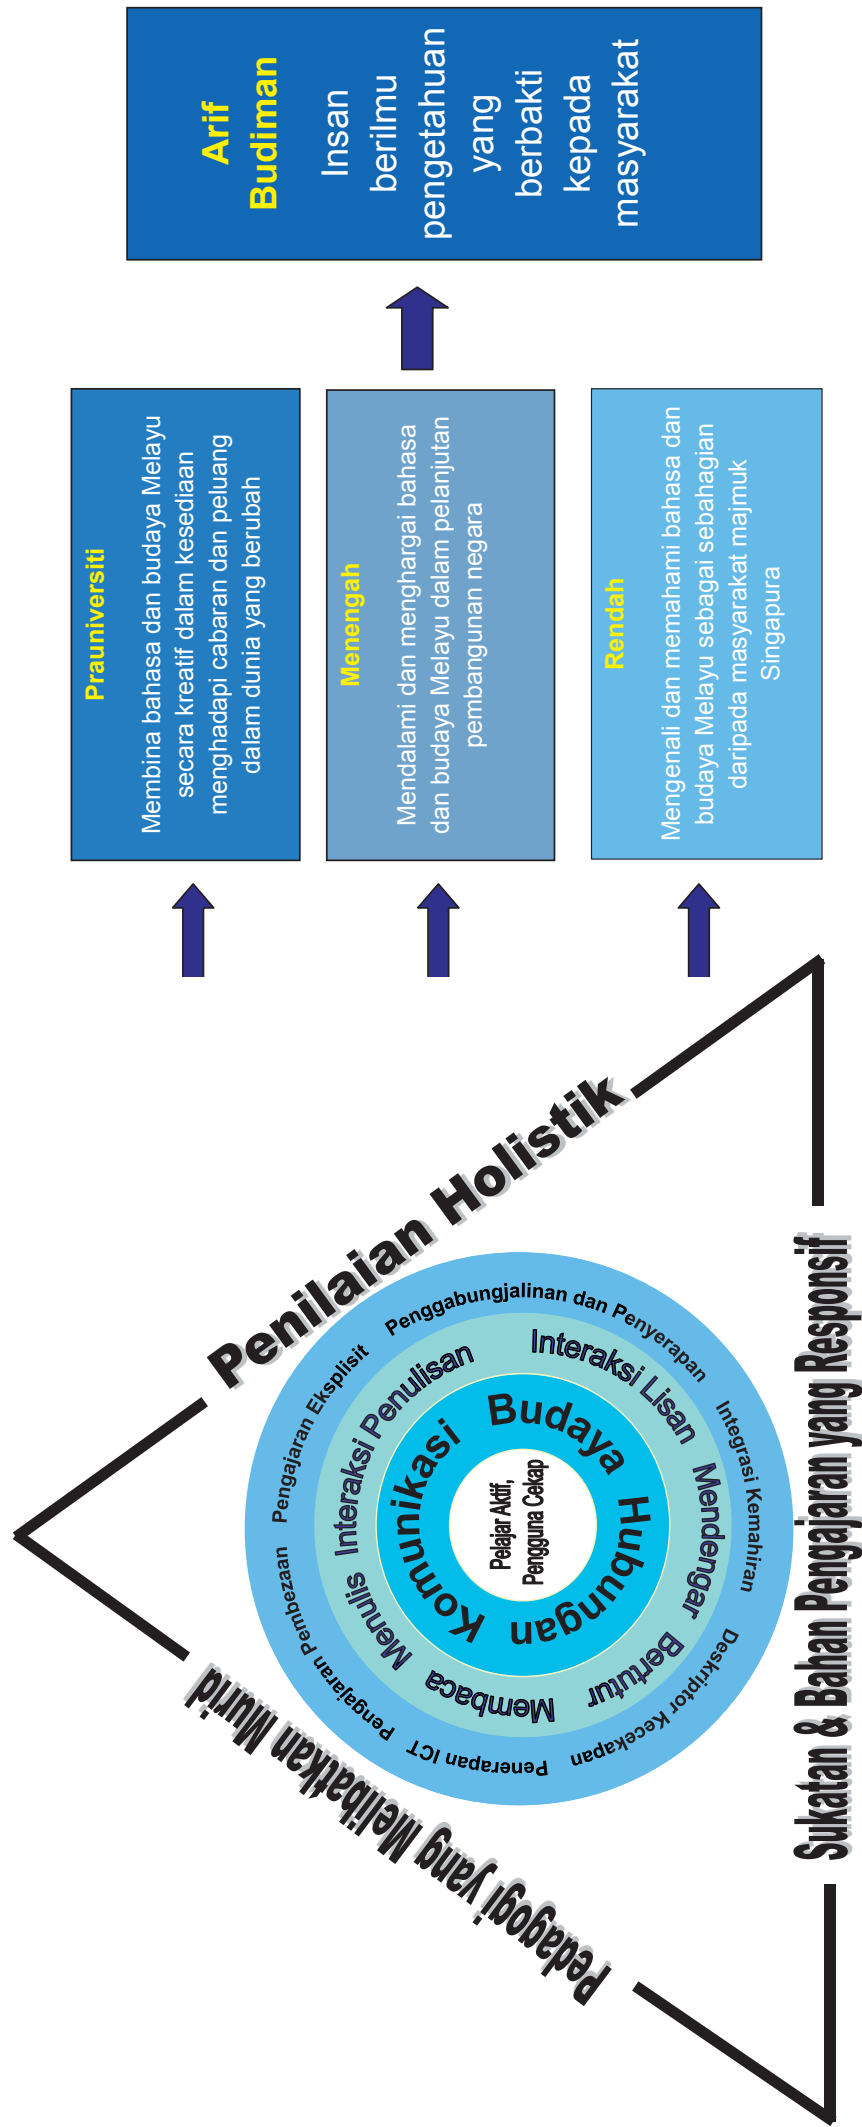 Pedagogi yang Melibatkan Murid
Penilaian Holistik
Sukatan & Bahan Pengajaran yang Responsif
Pengajaran Pembezaan
Pengajaran Eksplisit
Penggabungjalinan dan Penyerapan
Integrasi Kemahiran
Deskriptor Kecekapan
Penerapan ICT
Membaca
Menulis
Interaksi Penulisan
Interaksi Lisan
Mendengar
Bertutur
Komunikasi
Budaya
Hubungan
Pelajar Aktif,
Pengguna Cekap
Prauniversiti
Membina bahasa dan budaya Melayu
secara kreatif dalam kesediaan
menghadapi cabaran dan peluang
dalam dunia yang berubah
Menengah
Mendalami dan menghargai bahasa
dan budaya Melayu dalam pelanjutan
pembangunan negara
Rendah
Mengenali dan memahami bahasa dan
budaya Melayu sebagai sebahagian
daripada masyarakat majmuk
Singapura
Arif
Budiman
Insan
berilmu
pengetahuan
yang
berbakti
kepada
masyarakat